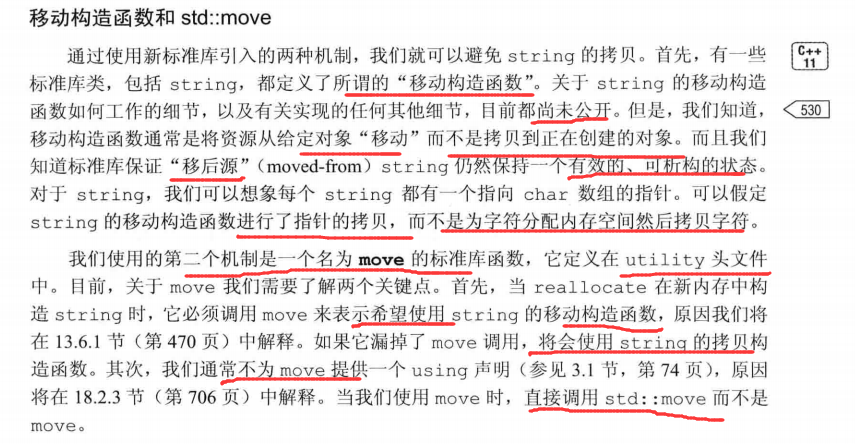 移动构造函数和 std::move
通过使用新标准库引入的两种机制，我们就可以避免 string 的拷贝。首先，有一些
标准库类，包括 string，都定义了所谓的“移动构造函数”。关于 string 的移动构造
函数如何工作的细节，以及有关实现的任何其他细节，目前都尚未公开。但是，我们知道，
移动构造函数通常是将资源从给定对象“移动”而不是拷贝到正在创建的对象。而且我们
知道标准库保证“移后源”（moved-from）string 仍然保持一个有效的、可析构的状态。
对于 string，我们可以想象每个 string 都有一个指向 char 数组的指针。可以假定
string 的移动构造函数进行了指针的拷贝，而不是为字符分配内存空间然后拷贝字符。
我们使用的第二个机制是一个名为 move 的标准库函数，它定义在 utility 头文件
中。目前，关于 move 我们需要了解两个关键点。首先，当 reallocate 在新内存中构
造 string 时，它必须调用 move 来表示希望使用 string 的移动构造函数，原因我们将
在 13.6.1 节（第 470 页）中解释。如果它漏掉了 move 调用，将会使用 string 的拷贝构
造函数。其次，我们通常不为 move 提供一个 using 声明（参见 3.1 节，第 74 页），原因
将在 18.2.3 节（第 706 页）中解释。当我们使用 move 时，直接调用 std::move 而不是
move。
C++
11
530